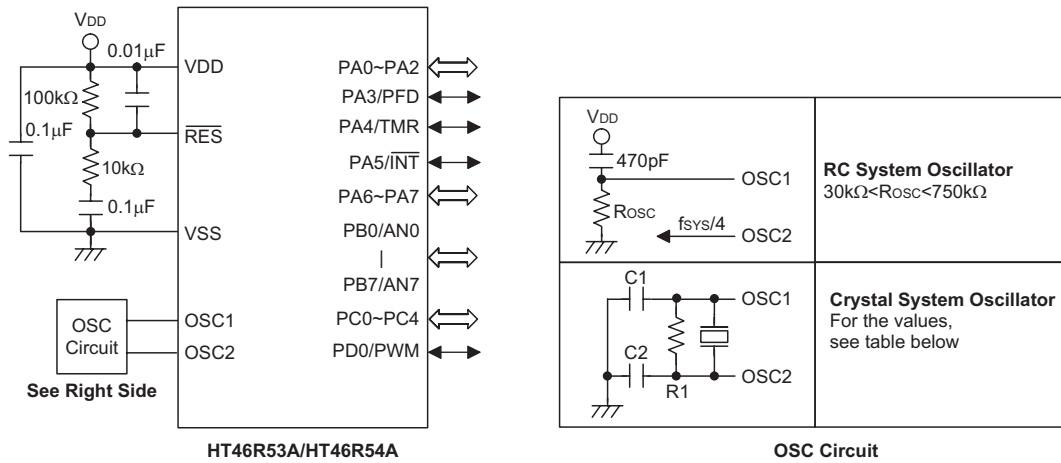 VDD
0.01μF
VDD
100kΩ
RES
0.1μF
10kΩ
0.1μF
VSS
OSC
Circuit
OSC1
OSC2
See Right Side
PA0~PA2
PA3/PFD
PA4/TMR
PA5/INT
PA6~PA7
PB0/AN0
|
PB7/AN7
PC0~PC4
PD0/PWM
HT46R53A/HT46R54A
VDD
470pF
OSC1
ROSC
fSYS/4
OSC2
RC System Oscillator
30kΩ<ROSC<750kΩ
C1
OSC1
C2
OSC2
R1
Crystal System Oscillator
For the values,
see table below
OSC Circuit